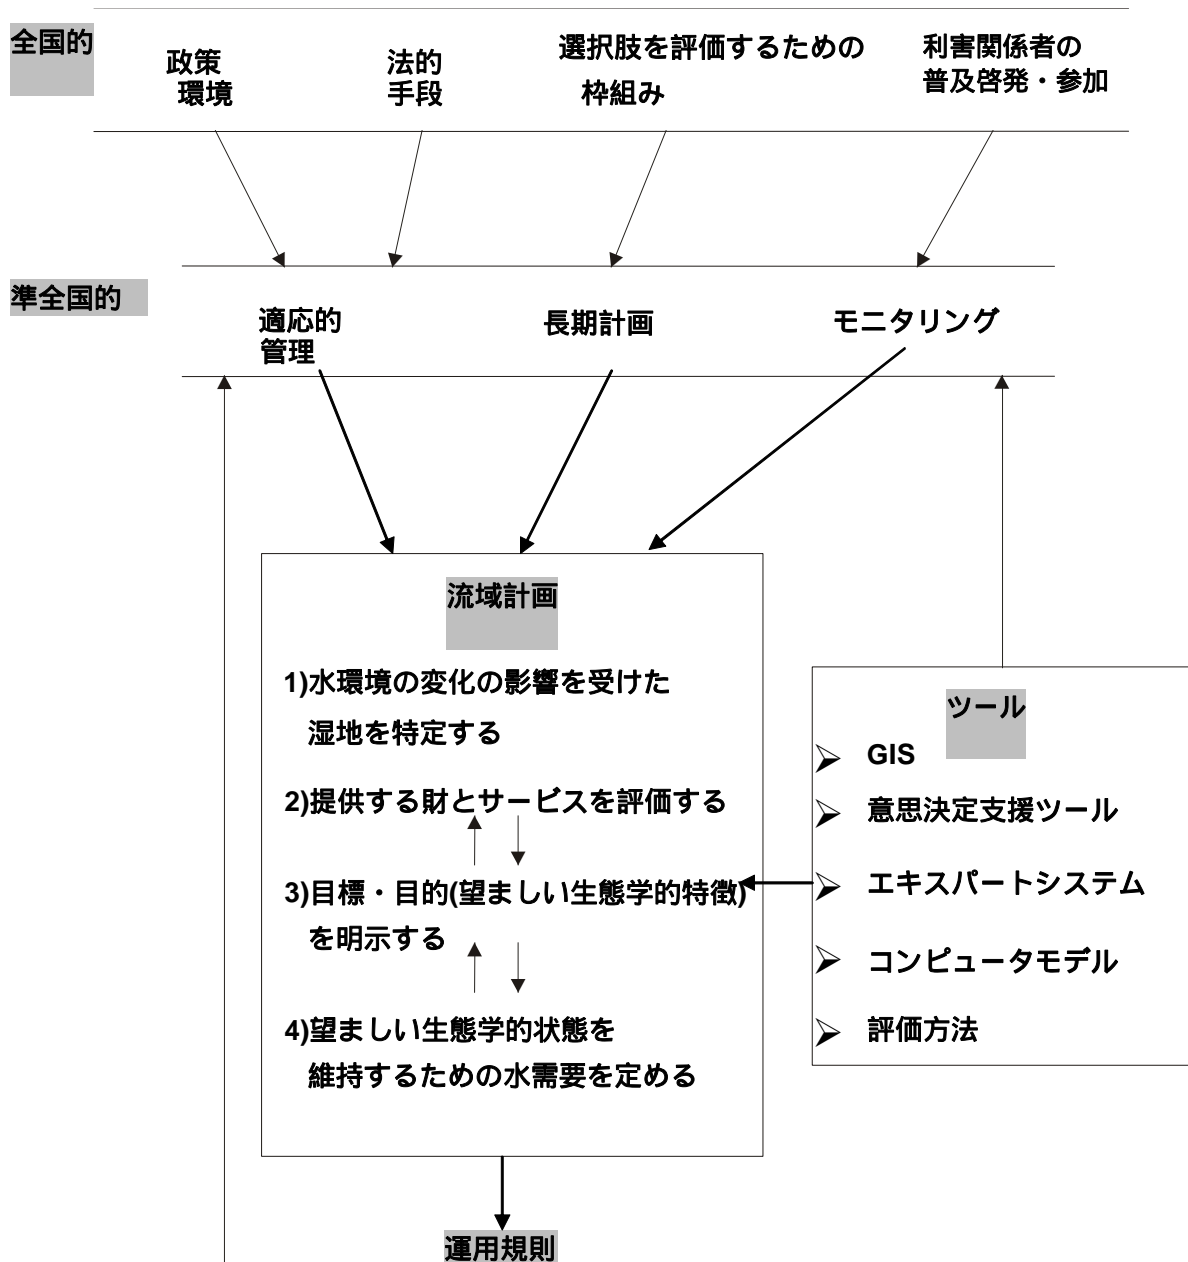 全国的
政策
環境
法的
手段
選択肢を評価するための
枠組み
利害関係者の
普及啓発・参加
準全国的
適応的
管理
長期計画
モニタリング
流域計画
1)水環境の変化の影響を受けた
湿地を特定する
2)提供する財とサービスを評価する
3)目標・目的(望ましい生態学的特徴)
を明示する
4)望ましい生態学的状態を
維持するための水需要を定める
ツール
GIS
意思決定支援ツール
エキスパートシステム
コンピュータモデル
評価方法
運用規則